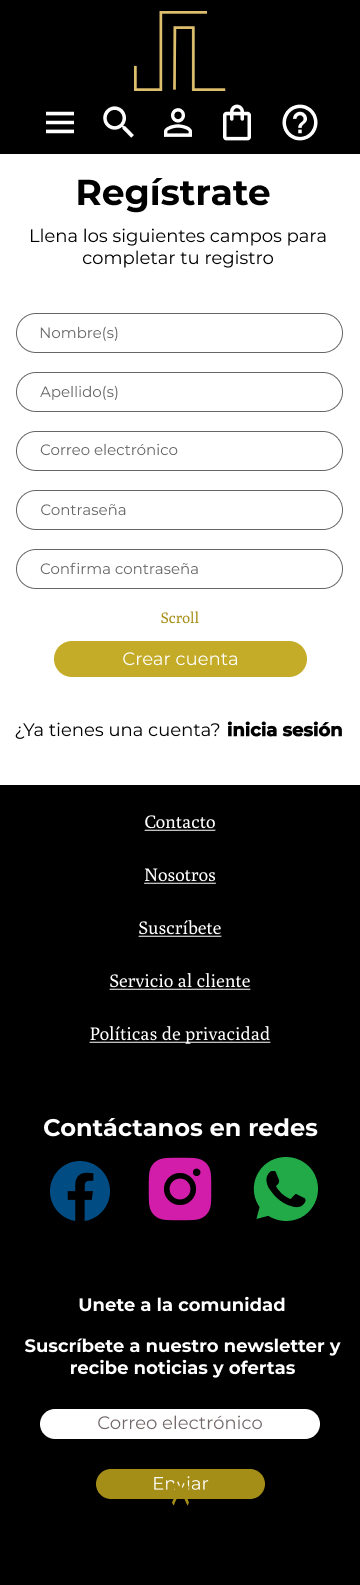 Regístrate
Llena los siguientes campos para
completar tu registro
Nombre(s)
Apellido(s)
Correo electrónico
Contraseña
Confirma contraseña
Scroll
Crear cuenta
¿Ya tienes una cuenta? inicia sesión
Contacto
Nosotros
Suscríbete
Servicio al cliente
Políticas de privacidad
Contáctanos en redes
Unete a la comunidad
Suscríbete a nuestro newsletter y
recibe noticias y ofertas
Correo electrónico
Enviar